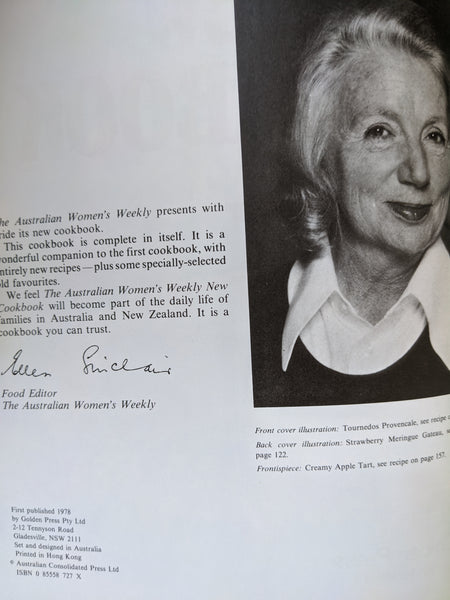 The Australian Women's Weekly presents with
pride its new cookbook.
This cookbook is complete in itself. It is a
wonderful companion to the first cookbook, with
entirely new recipes — plus some specially-selected
old favourites.
We feel The Australian Women's Weekly New
Cookbook will become part of the daily life of
families in Australia and New Zealand. It is a
cookbook you can trust.
Ellen Sinclair
Food Editor
The Australian Women's Weekly
Front cover illustration: Tournedos Provencale, see recipe
Back cover illustration: Strawberry Meringue Gateau,
page 122.
Frontispiece: Creamy Apple Tart, see recipe on page 157.
First published 1978
by Golden Press Pty Ltd
2-12 Tennyson Road
Gladesville, NSW 2111
Set and designed in Australia
Printed in Hong Kong
© Australian Consolidated Press Ltd
ISBN 0 85558 727 X